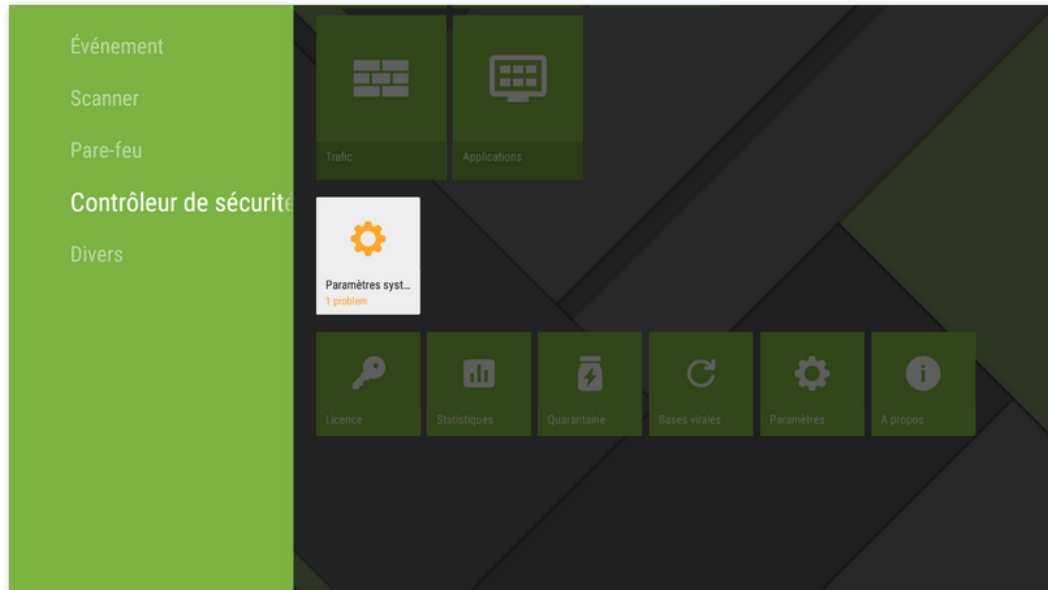 Événement
Scanner
Pare-feu
Contrôleur de sécurité
Divers
Trafic
Applications
Paramètres syst...
1 problem
Licence
Statistiques
Quarantaine
Bases virales
Paramètres
A propos